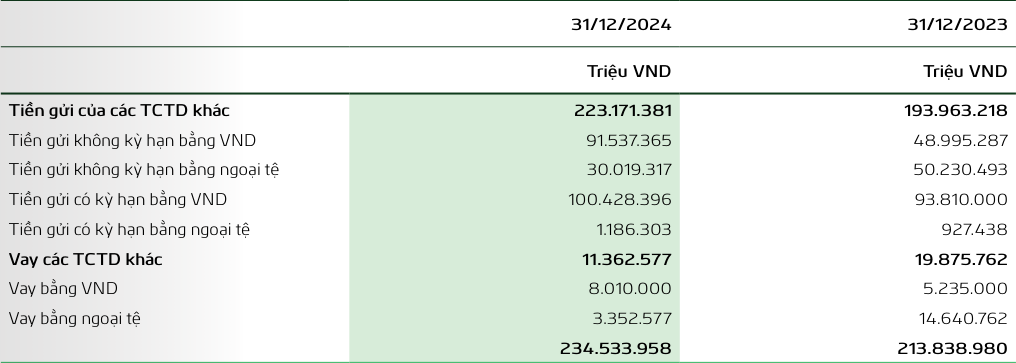 31/12/2024 31/12/2023
Triệu VND Triệu VND
Tiền gửi của các TCTD khác 223.171.381 193.963.218
Tiền gửi không kỳ hạn bằng VND 91.537.365 48.995.287
Tiền gửi không kỳ hạn bằng ngoại tệ 30.019.317 50.230.493
Tiền gửi có kỳ hạn bằng VND 100.428.396 93.810.000
Tiền gửi có kỳ hạn bằng ngoại tệ 1.186.303 927.438
Vay các TCTD khác 11.362.577 19.875.762
Vay bằng VND 8.010.000 5.235.000
Vay bằng ngoại tệ 3.352.577 14.640.762
234.533.958 213.838.980